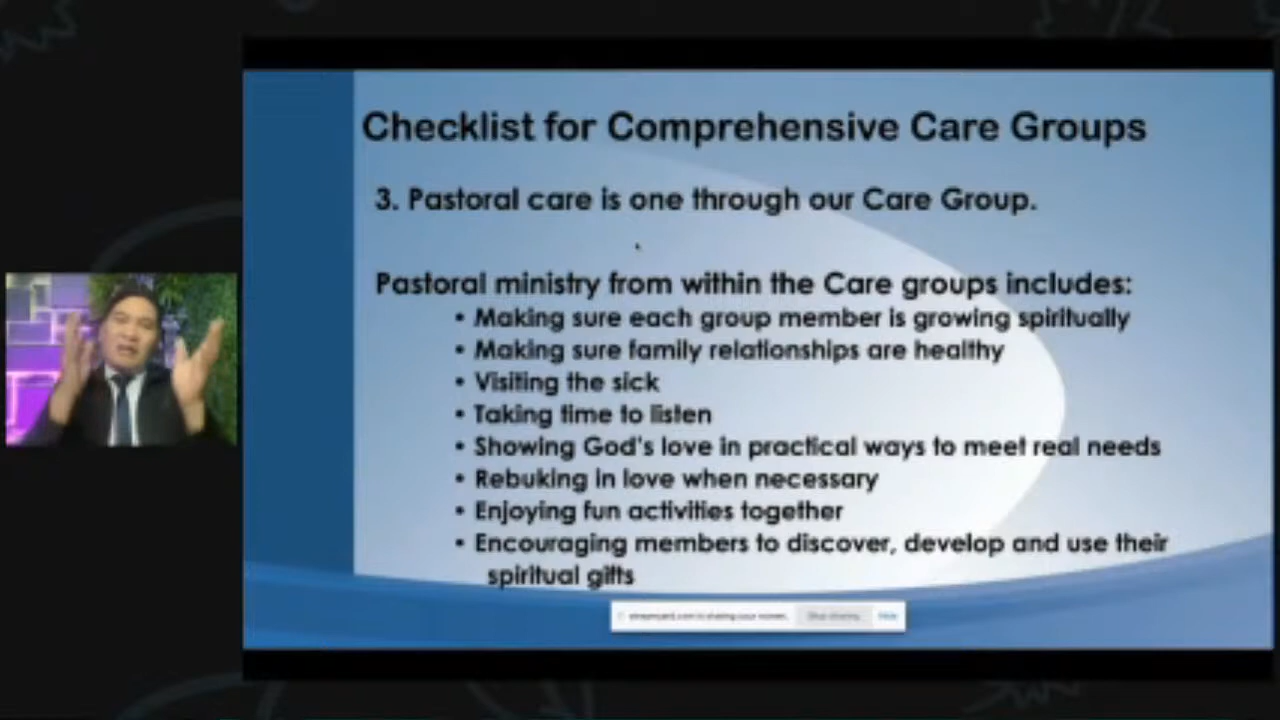 Checklist for Comprehensive Care Groups
3. Pastoral care is one through our Care Group.
Pastoral ministry from within the Care groups includes:
• Making sure each group member is growing spiritually
• Making sure family relationships are healthy
• Visiting the sick
• Taking time to listen
• Showing God's love in practical ways to meet real needs
• Rebuking in love when necessary
• Enjoying fun activities together
• Encouraging members to discover, develop and use their
spiritual gifts
Stop sharing Hide